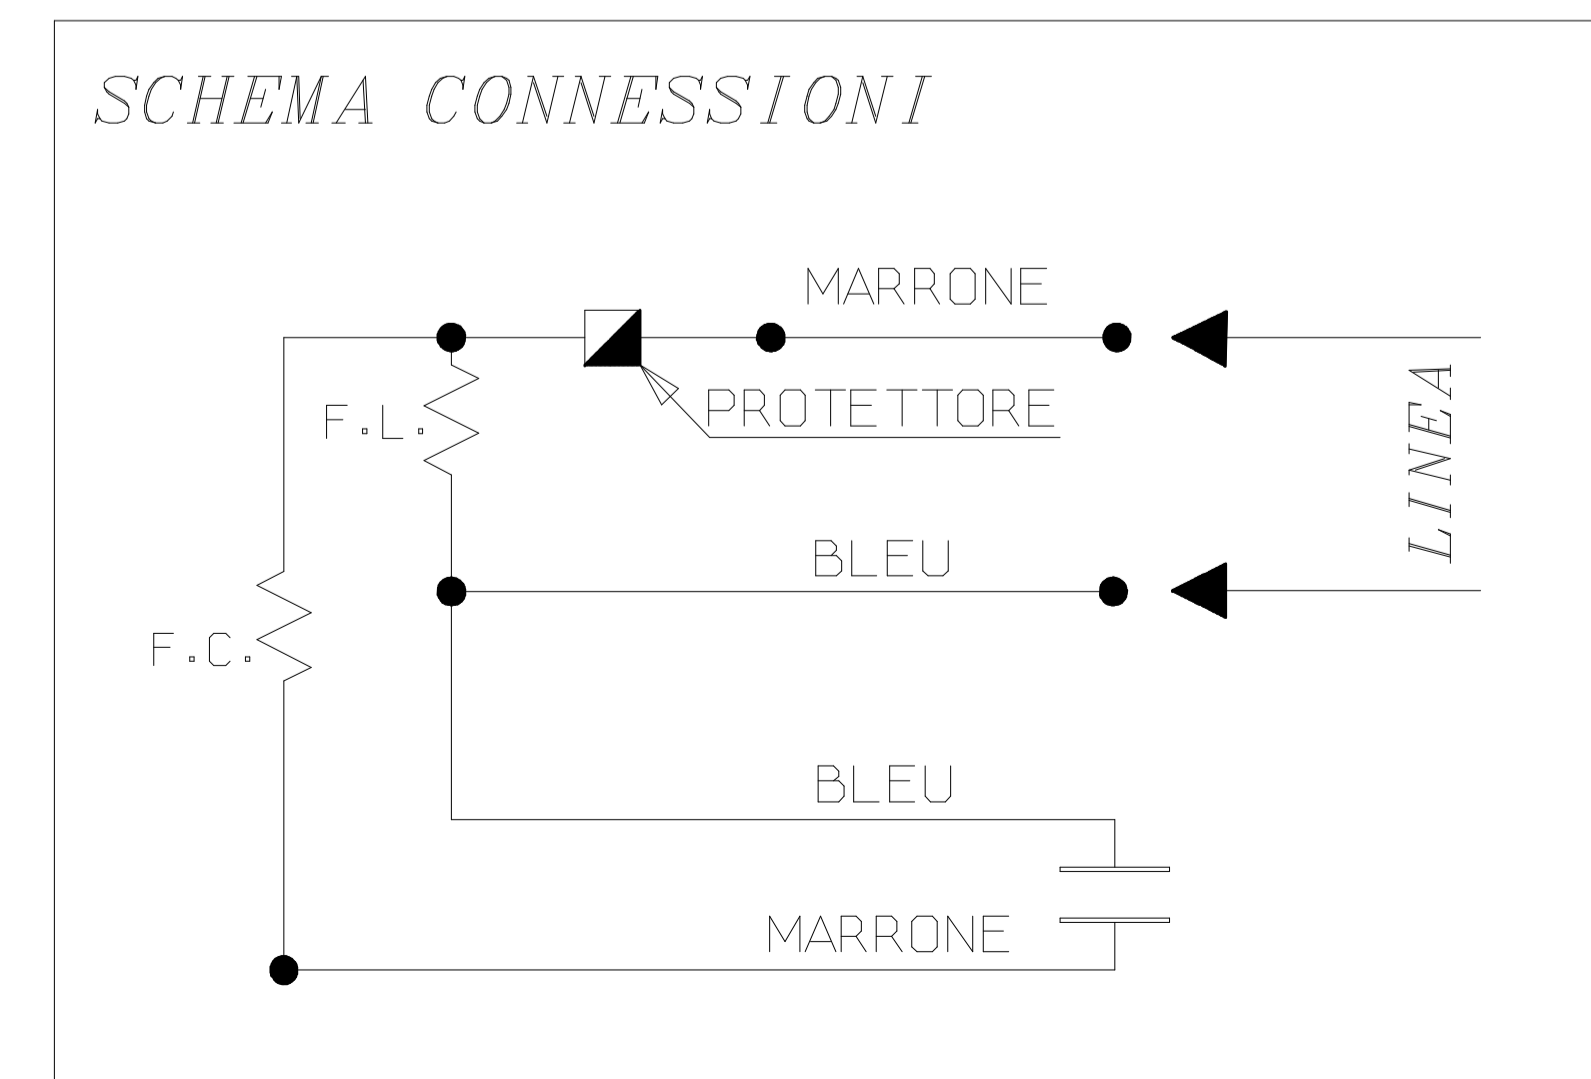 SCHEMA CONNESSIONI
MARRONE
PROTETTORE
F.L.
LINEA
BLEU
F.C.
BLEU
MARRONE